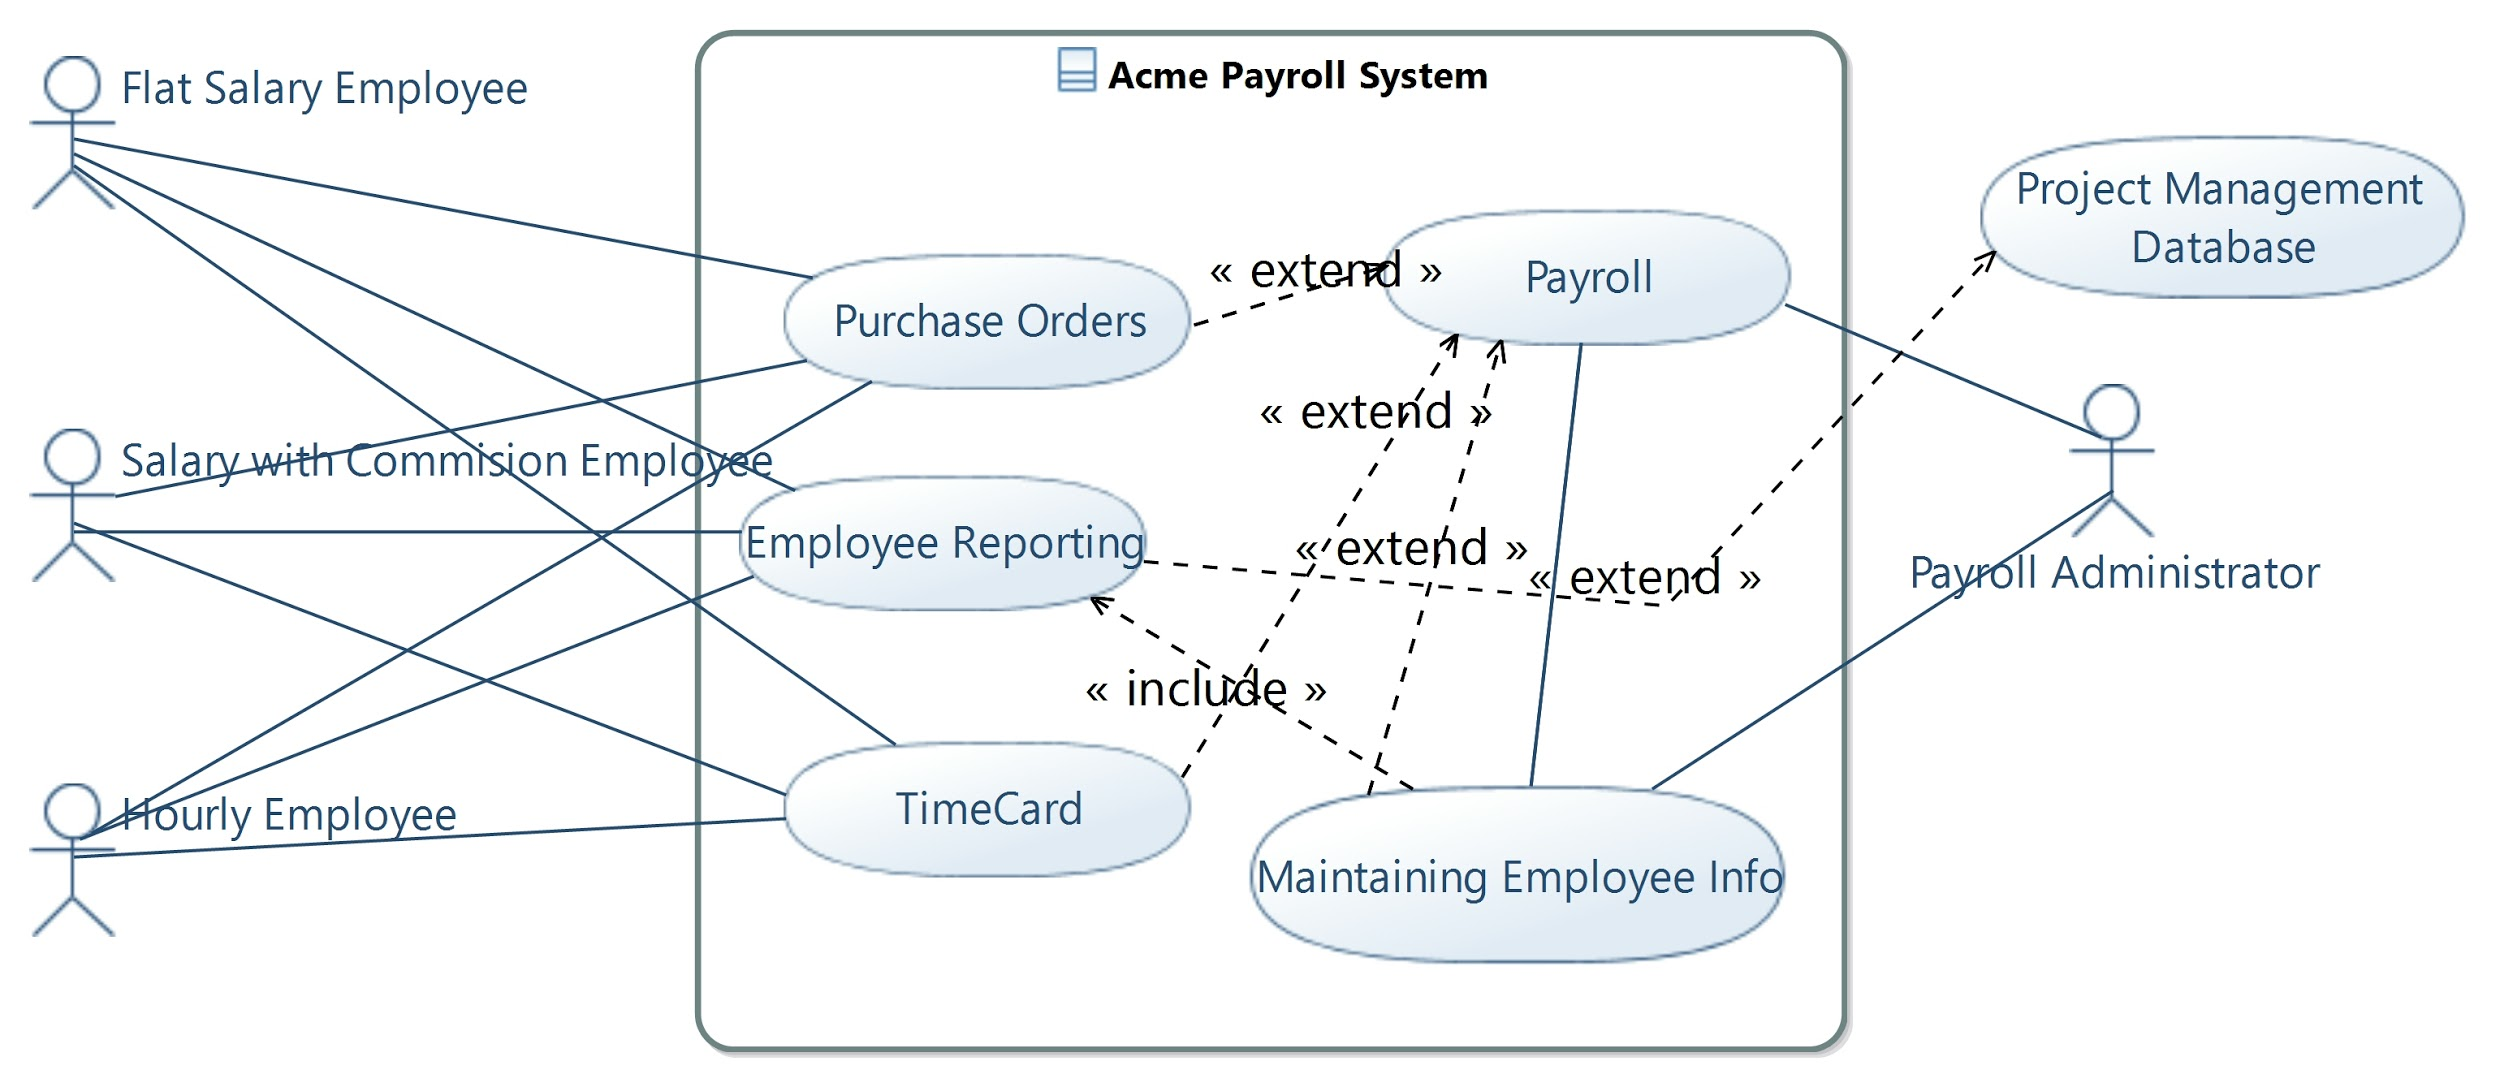 Acme Payroll System
Flat Salary Employee
Project Management
Database
« extend »
Payroll
Purchase Orders
« extend »
Salary with Commision Employee
Employee Reporting
« extend »
« extend »
Payroll Administrator
« include »
Hourly Employee
TimeCard
Maintaining Employee Info